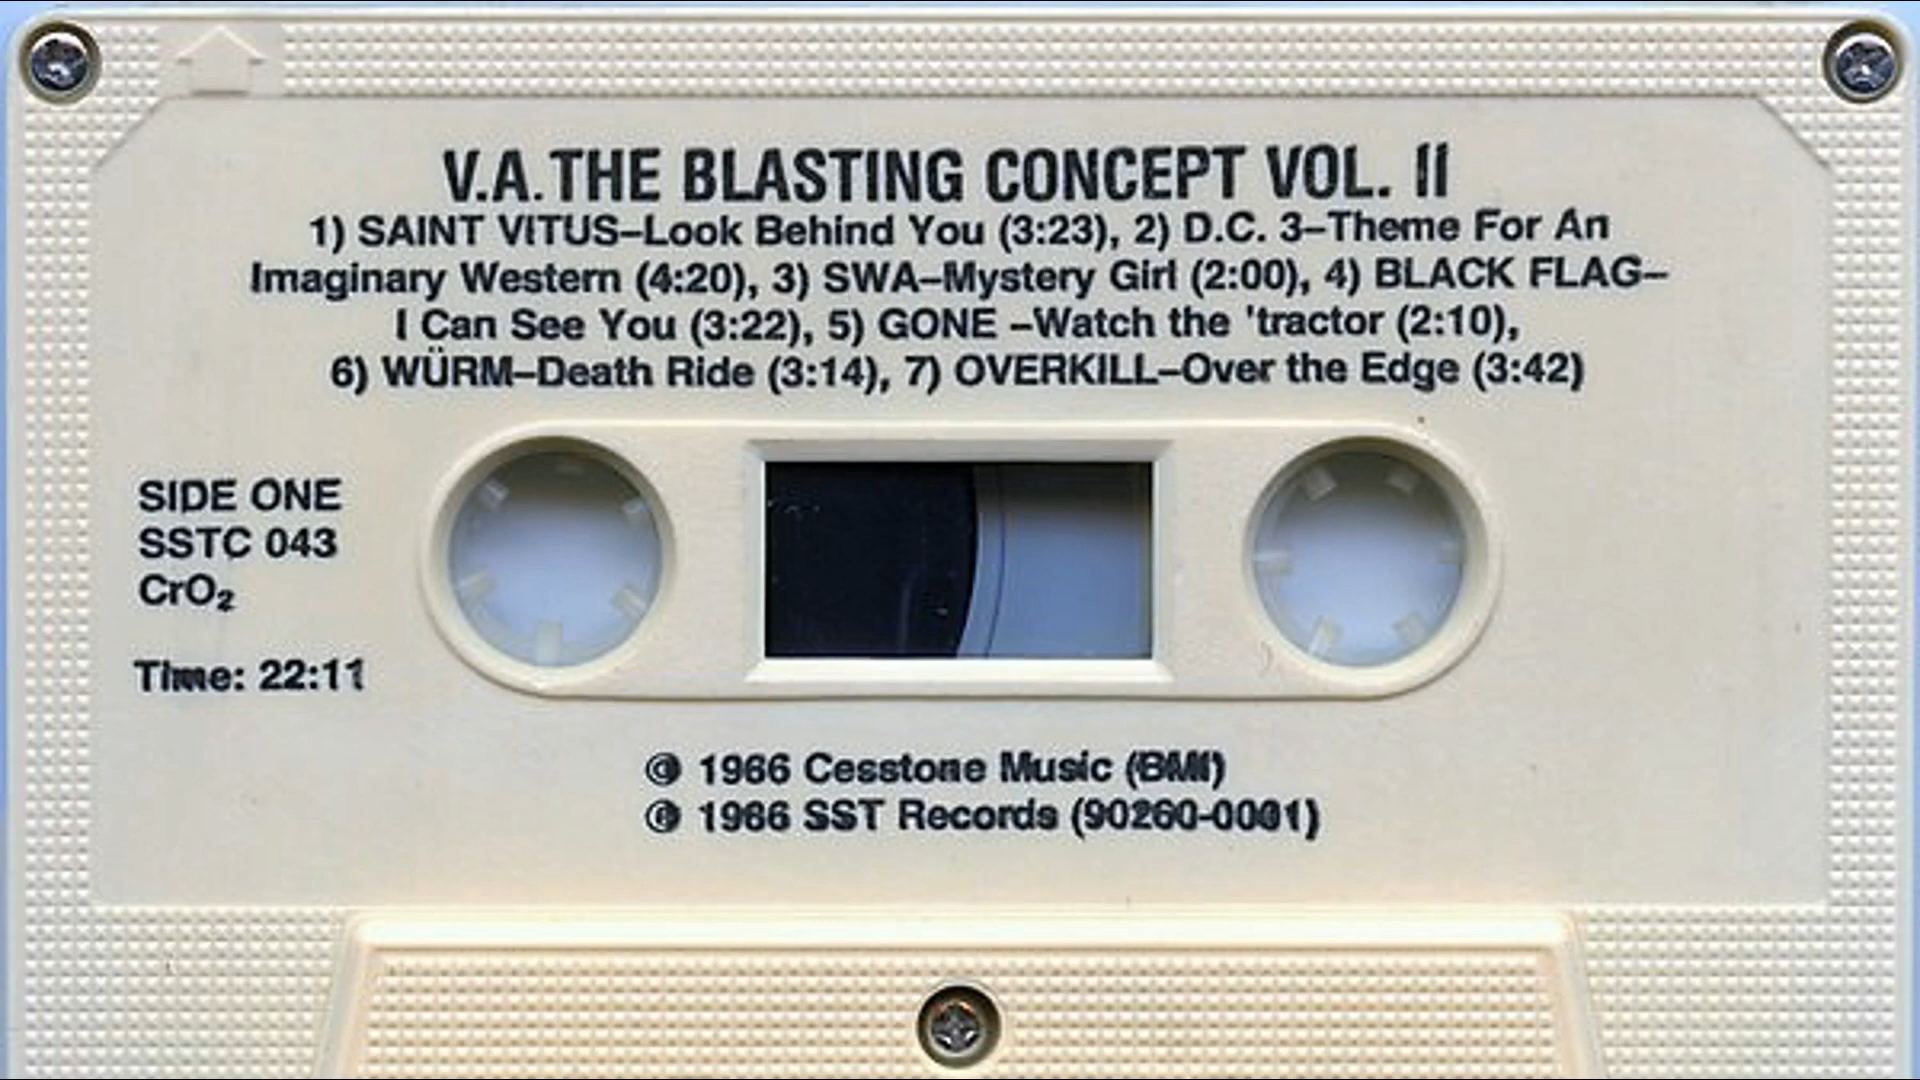 V.A. THE BLASTING CONCEPT VOL. II
1) SAINT VITUS–Look Behind You (3:23), 2) D.C. 3–Theme For An
Imaginary Western (4:20), 3) SWA–Mystery Girl (2:00), 4) BLACK FLAG–
I Can See You (3:22), 5) GONE –Watch the 'tractor (2:10),
6) WÜRM–Death Ride (3:14), 7) OVERKILL–Over the Edge (3:42)
SIDE ONE
SSTC 043
CrO₂
Time: 22:11
© 1986 Cesstone Music (BMI)
℗ 1986 SST Records (90260-0001)